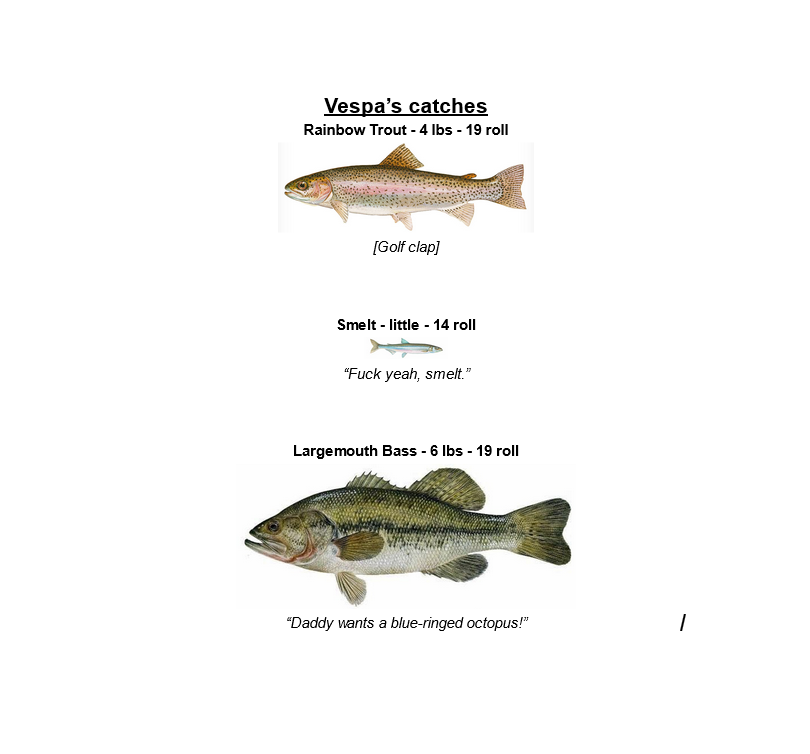 Vespa’s catches
Rainbow Trout - 4 lbs - 19 roll
[Golf clap]
Smelt - little - 14 roll
“Fuck yeah, smelt.”
Largemouth Bass - 6 lbs - 19 roll
“Daddy wants a blue-ringed octopus!”
/